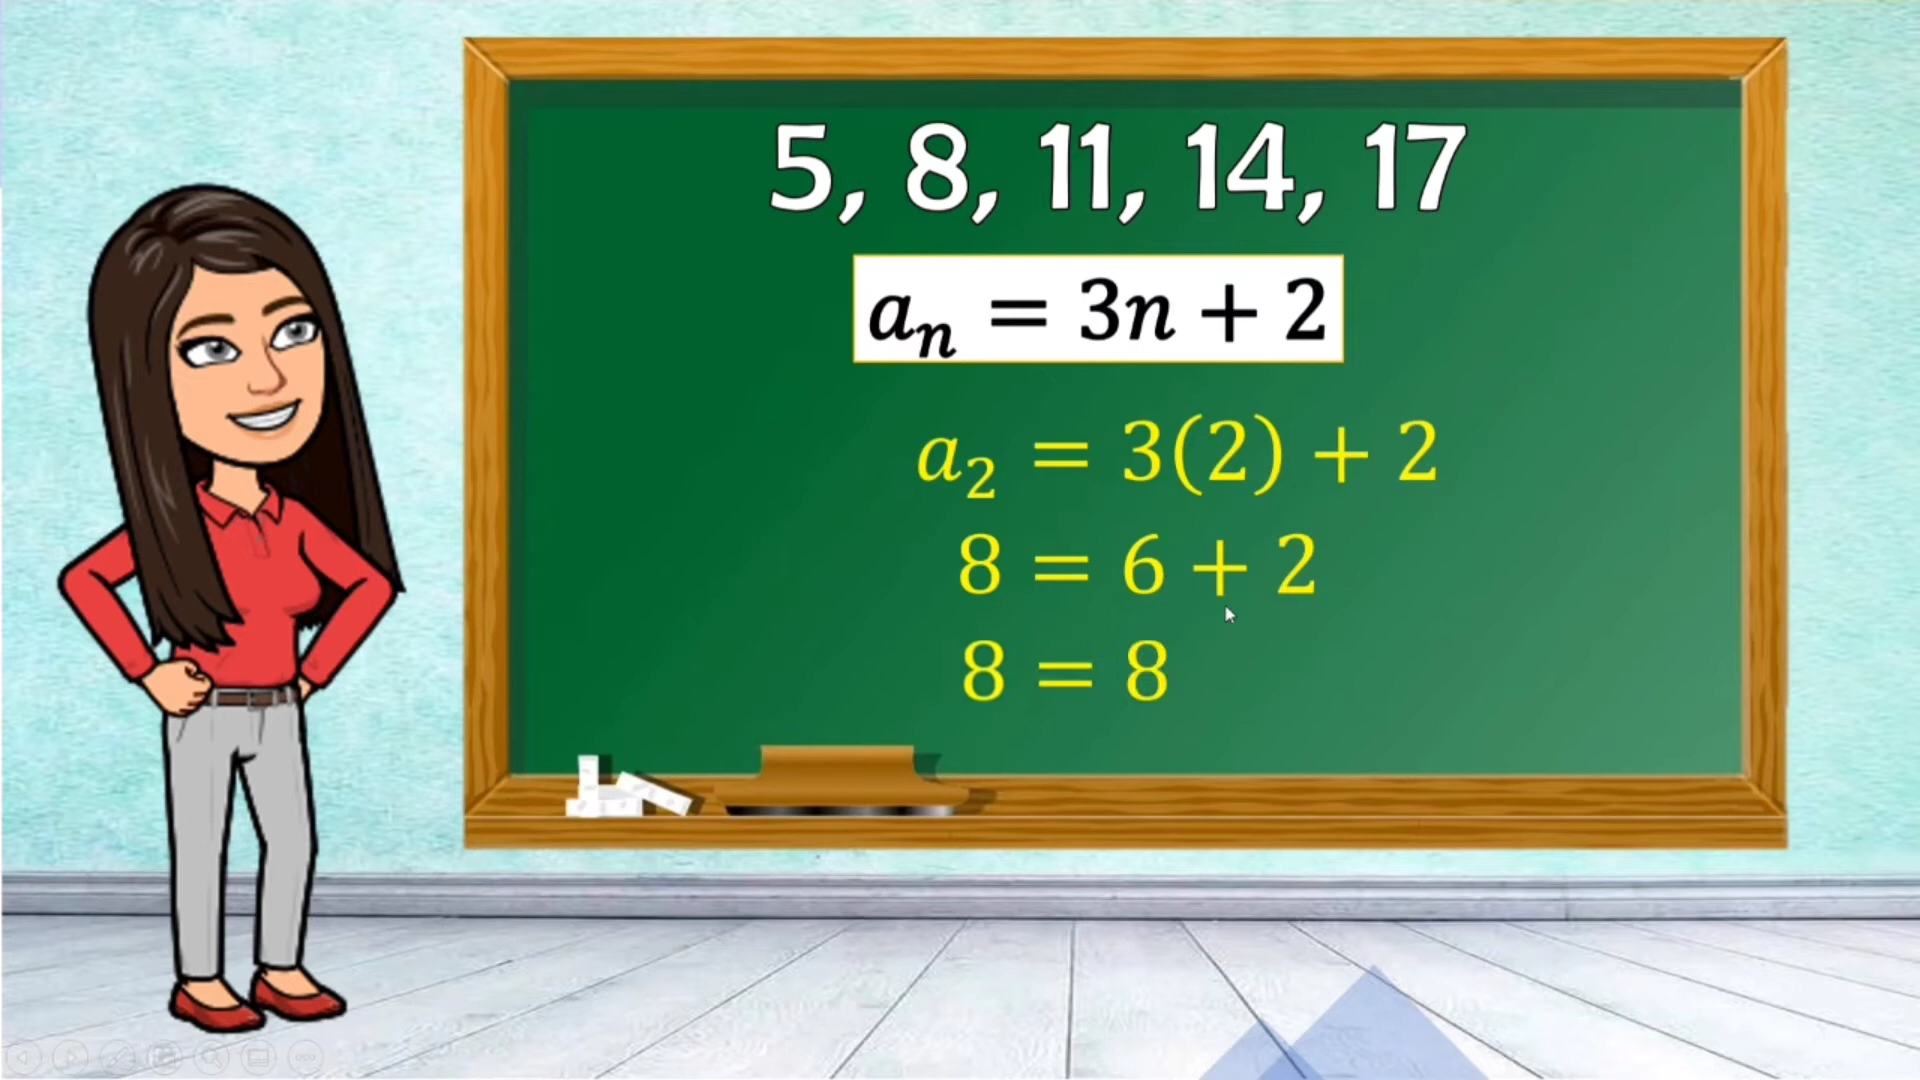 5, 8, 11, 14, 17
aₙ = 3n + 2
a₂ = 3(2) + 2
8 = 6 + 2
8 = 8